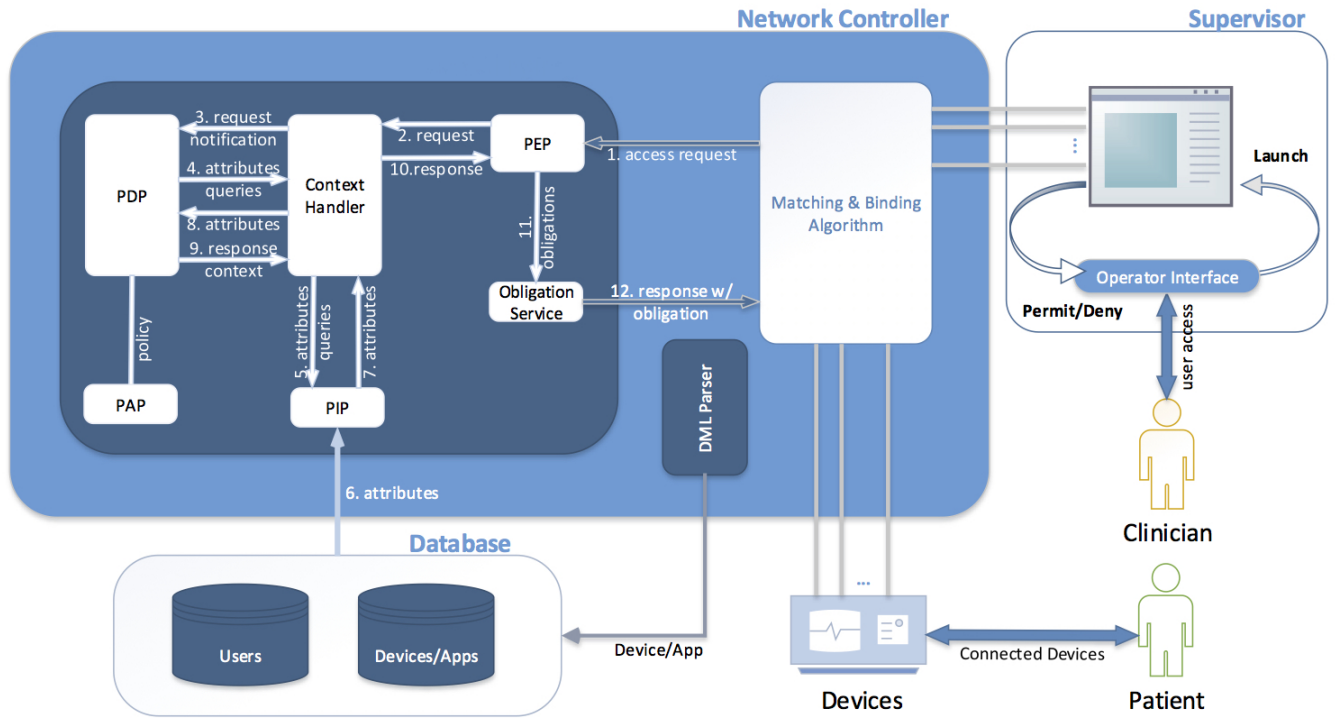 Network Controller
Supervisor
3. request
notification
4. attributes
queries
8. attributes
9. response
context
PDP
Context
Handler
2. request
10.response
PEP
1. access request
11.
obligations
Obligation
Service
12. response w/
obligation
Matching & Binding
Algorithm
...
Launch
Operator Interface
Permit/Deny
user access
policy
5. attributes
queries
7. attributes
PAP
PIP
DML Parser
6. attributes
Clinician
Database
Users
Devices/Apps
Device/App
...
Connected Devices
Devices
Patient